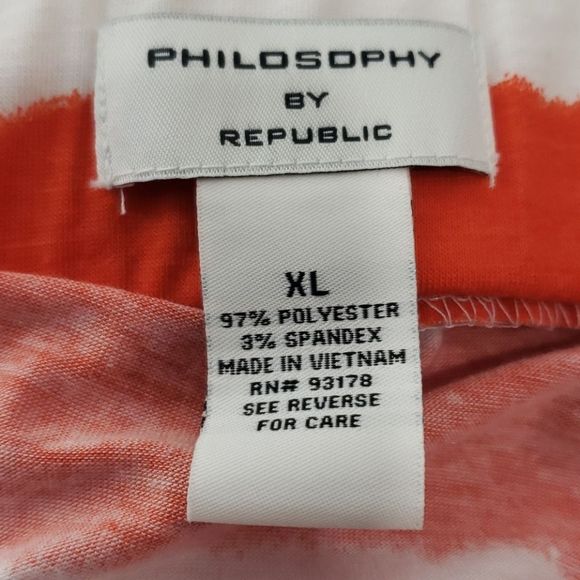 PHILOSOPHY
BY
REPUBLIC
XL
97% POLYESTER
3% SPANDEX
MADE IN VIETNAM
RN# 93178
SEE REVERSE
FOR CARE